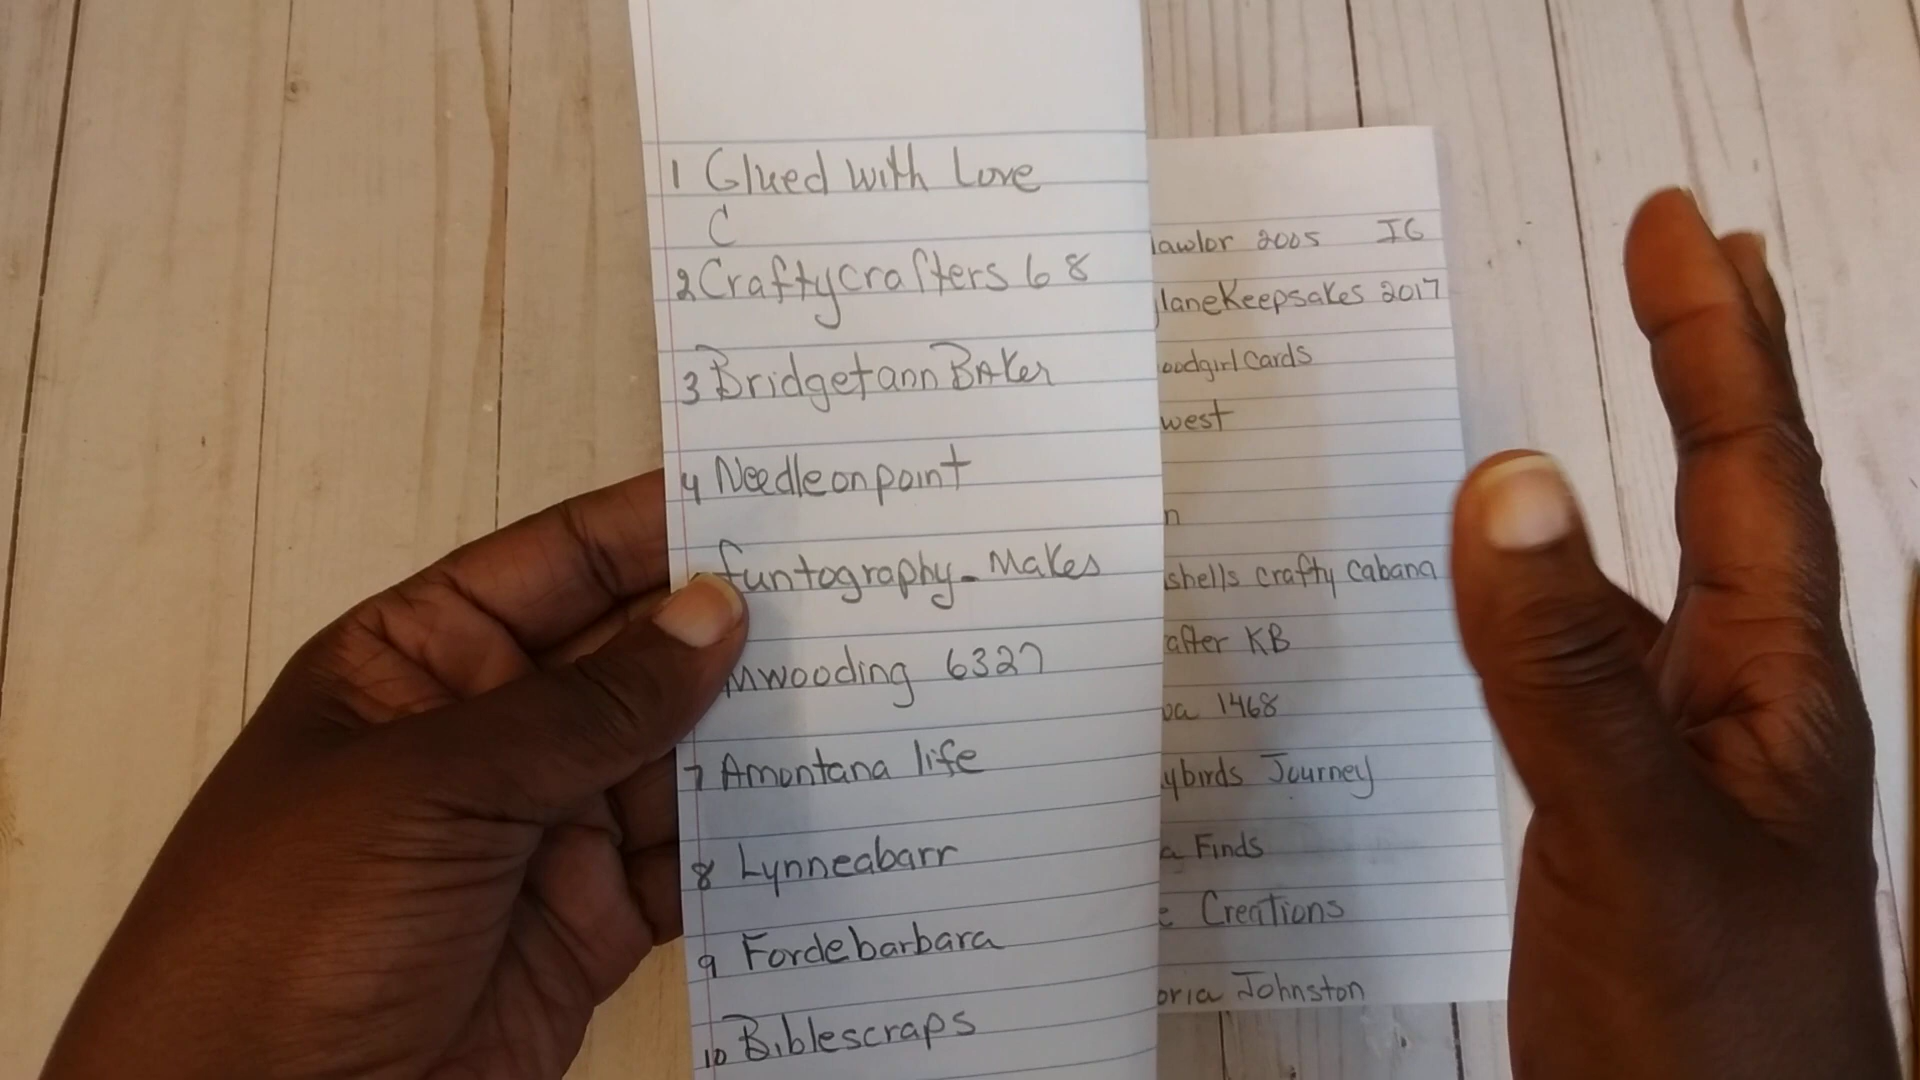 1 Glued with Love
C
2 Craftycrafters 68
3 BridgetannBaker
4 Needleonpoint
funtography_Makes
Mwooding 6327
7 Amontana life
8 Lynneabarr
9 Fordebarbara
10 Biblescraps
lawlor 2005 IG
laneKeepsakes 2017
oodgirl Cards
west
n
shells crafty Cabana
after KB
1468
ybirds Journey
a Finds
e Creations
oria Johnston